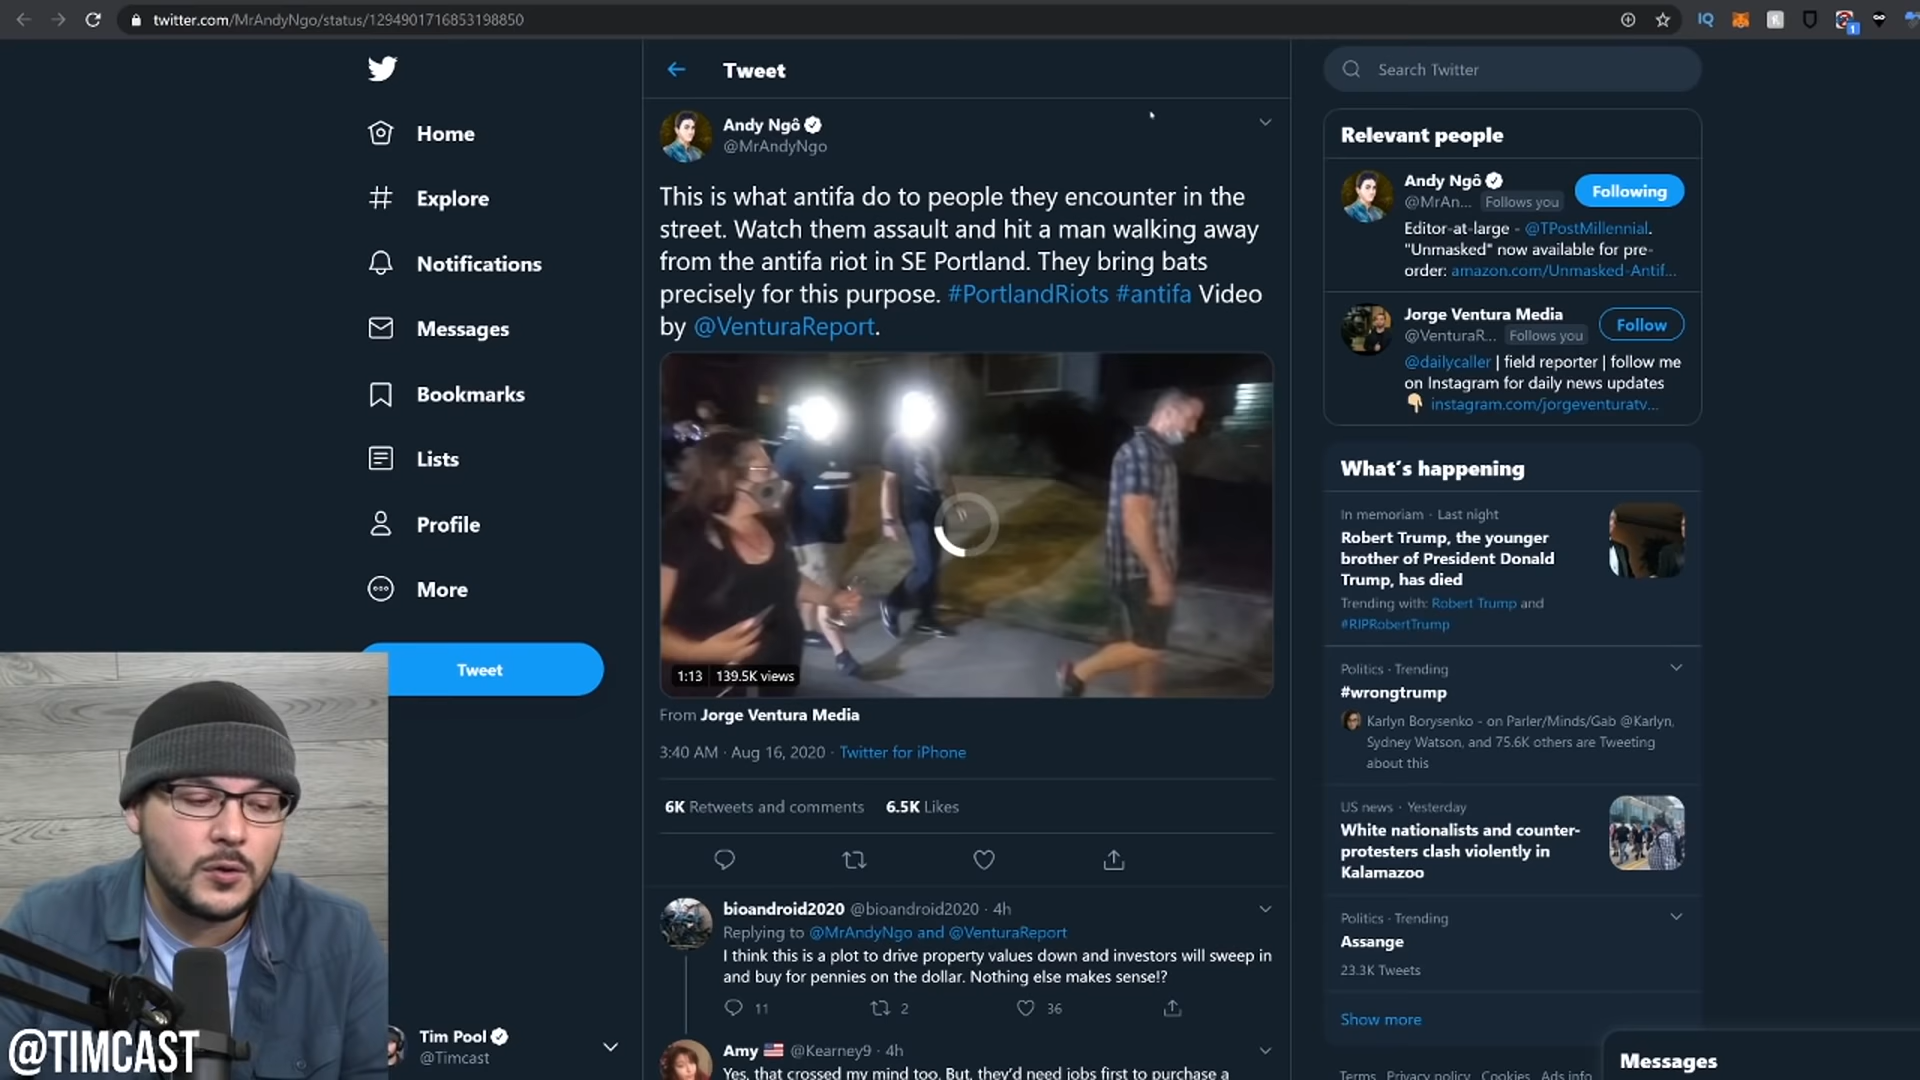 twitter.com/MrAndyNgo/status/1294901716853198850
IQ
1
Home
Explore
Notifications
Messages
Bookmarks
Lists
Profile
More
Tweet
Tim Pool
@Timcast
@TIMCAST
Tweet
Andy Ngô
@MrAndyNgo
This is what antifa do to people they encounter in the
street. Watch them assault and hit a man walking away
from the antifa riot in SE Portland. They bring bats
precisely for this purpose. #PortlandRiots #antifa Video
by @VenturaReport.
1:13 139.5K views
From Jorge Ventura Media
3:40 AM · Aug 16, 2020 · Twitter for iPhone
6K Retweets and comments 6.5K Likes
bioandroid2020 @bioandroid2020 · 4h
Replying to @MrAndyNgo and @VenturaReport
I think this is a plot to drive property values down and investors will sweep in
and buy for pennies on the dollar. Nothing else makes sense!?
11 2 36
Amy 🇺🇸 @Kearney9 · 4h
Yes, that crossed my mind too. But, they'd need jobs first to purchase a
Search Twitter
Relevant people
Andy Ngô
@MrAn... Follows you
Following
Editor-at-large - @TPostMillennial.
"Unmasked" now available for pre-
order: amazon.com/Unmasked-Antif...
Jorge Ventura Media
@VenturaR... Follows you
Follow
@dailycaller | field reporter | follow me
on Instagram for daily news updates
👇 instagram.com/jorgeventuratv...
What's happening
In memoriam · Last night
Robert Trump, the younger
brother of President Donald
Trump, has died
Trending with: Robert Trump and
#RIPRobertTrump
Politics · Trending
#wrongtrump
Karlyn Borysenko - on Parler/Minds/Gab @Karlyn,
Sydney Watson, and 75.6K others are Tweeting
about this
US news · Yesterday
White nationalists and counter-
protesters clash violently in
Kalamazoo
Politics · Trending
Assange
23.3K Tweets
Show more
Terms Privacy policy Cookies Ads info
Messages